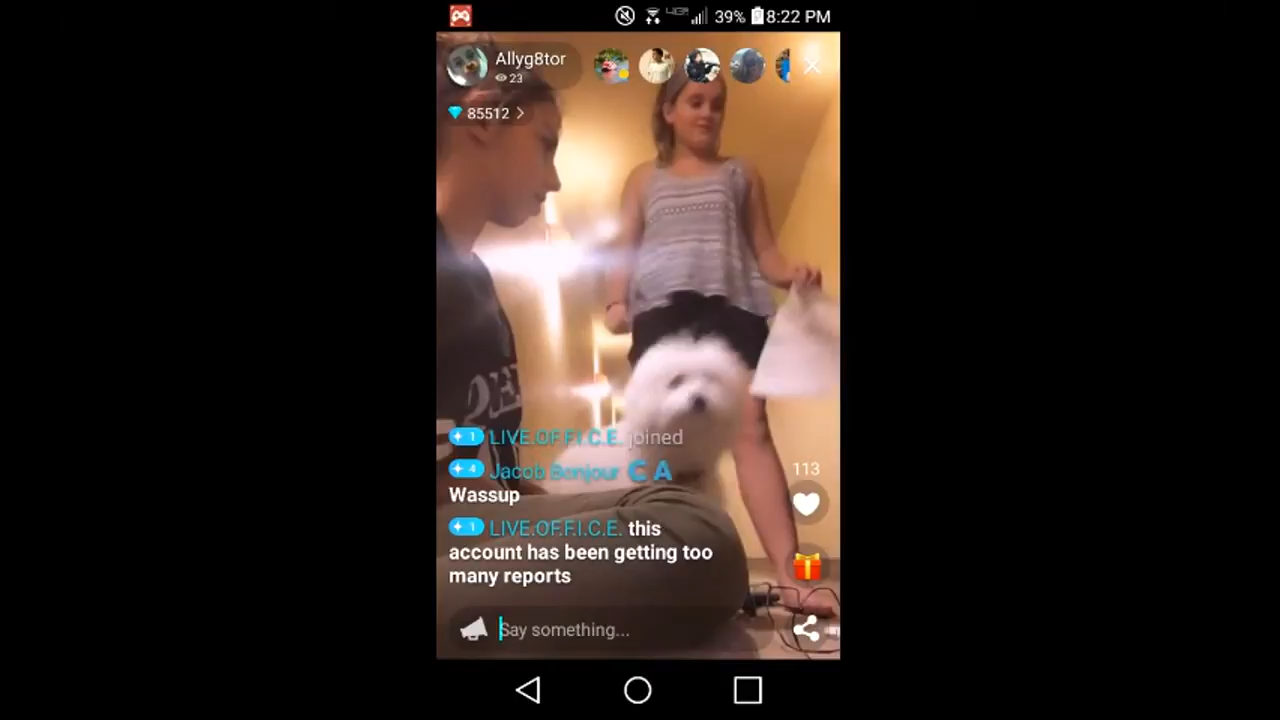 4G 39% 8:22 PM
Allyg8tor
23
85512
LIVE.OF.F.I.C.E. joined
Jacob Bonjour C A
Wassup
LIVE.OF.F.I.C.E. this
account has been getting too
many reports
113
Say something...